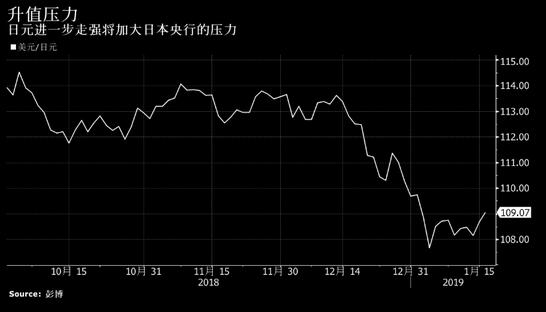 升值压力
日元进一步走强将加大日本央行的压力
美元/日元
115.00
114.00
113.00
112.00
111.00
110.00
109.07
108.00
10月 15
10月 31
11月 15
11月 30
12月 14
12月 31
1月 15
2018
2019
Source: 彭博